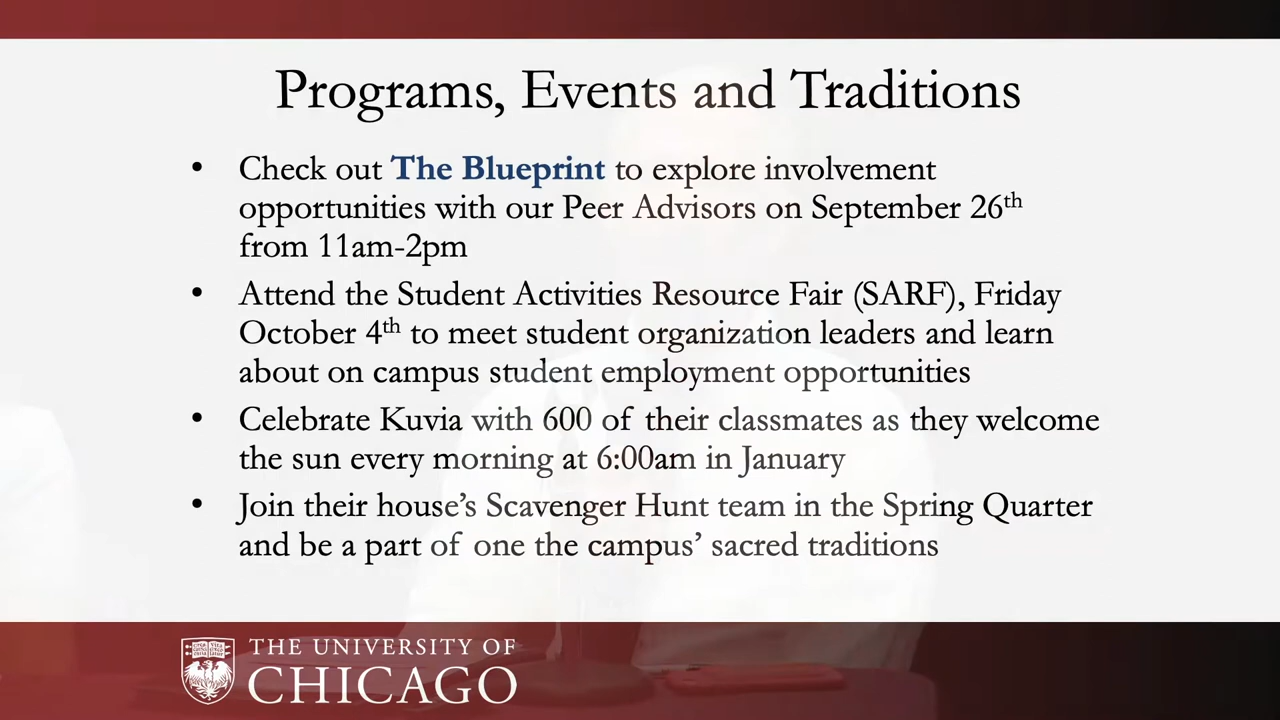 Programs, Events and Traditions
• Check out The Blueprint to explore involvement
opportunities with our Peer Advisors on September 26th
from 11am-2pm
• Attend the Student Activities Resource Fair (SARF), Friday
October 4th to meet student organization leaders and learn
about on campus student employment opportunities
• Celebrate Kuvia with 600 of their classmates as they welcome
the sun every morning at 6:00am in January
• Join their house’s Scavenger Hunt team in the Spring Quarter
and be a part of one the campus’ sacred traditions
THE UNIVERSITY OF
CHICAGO